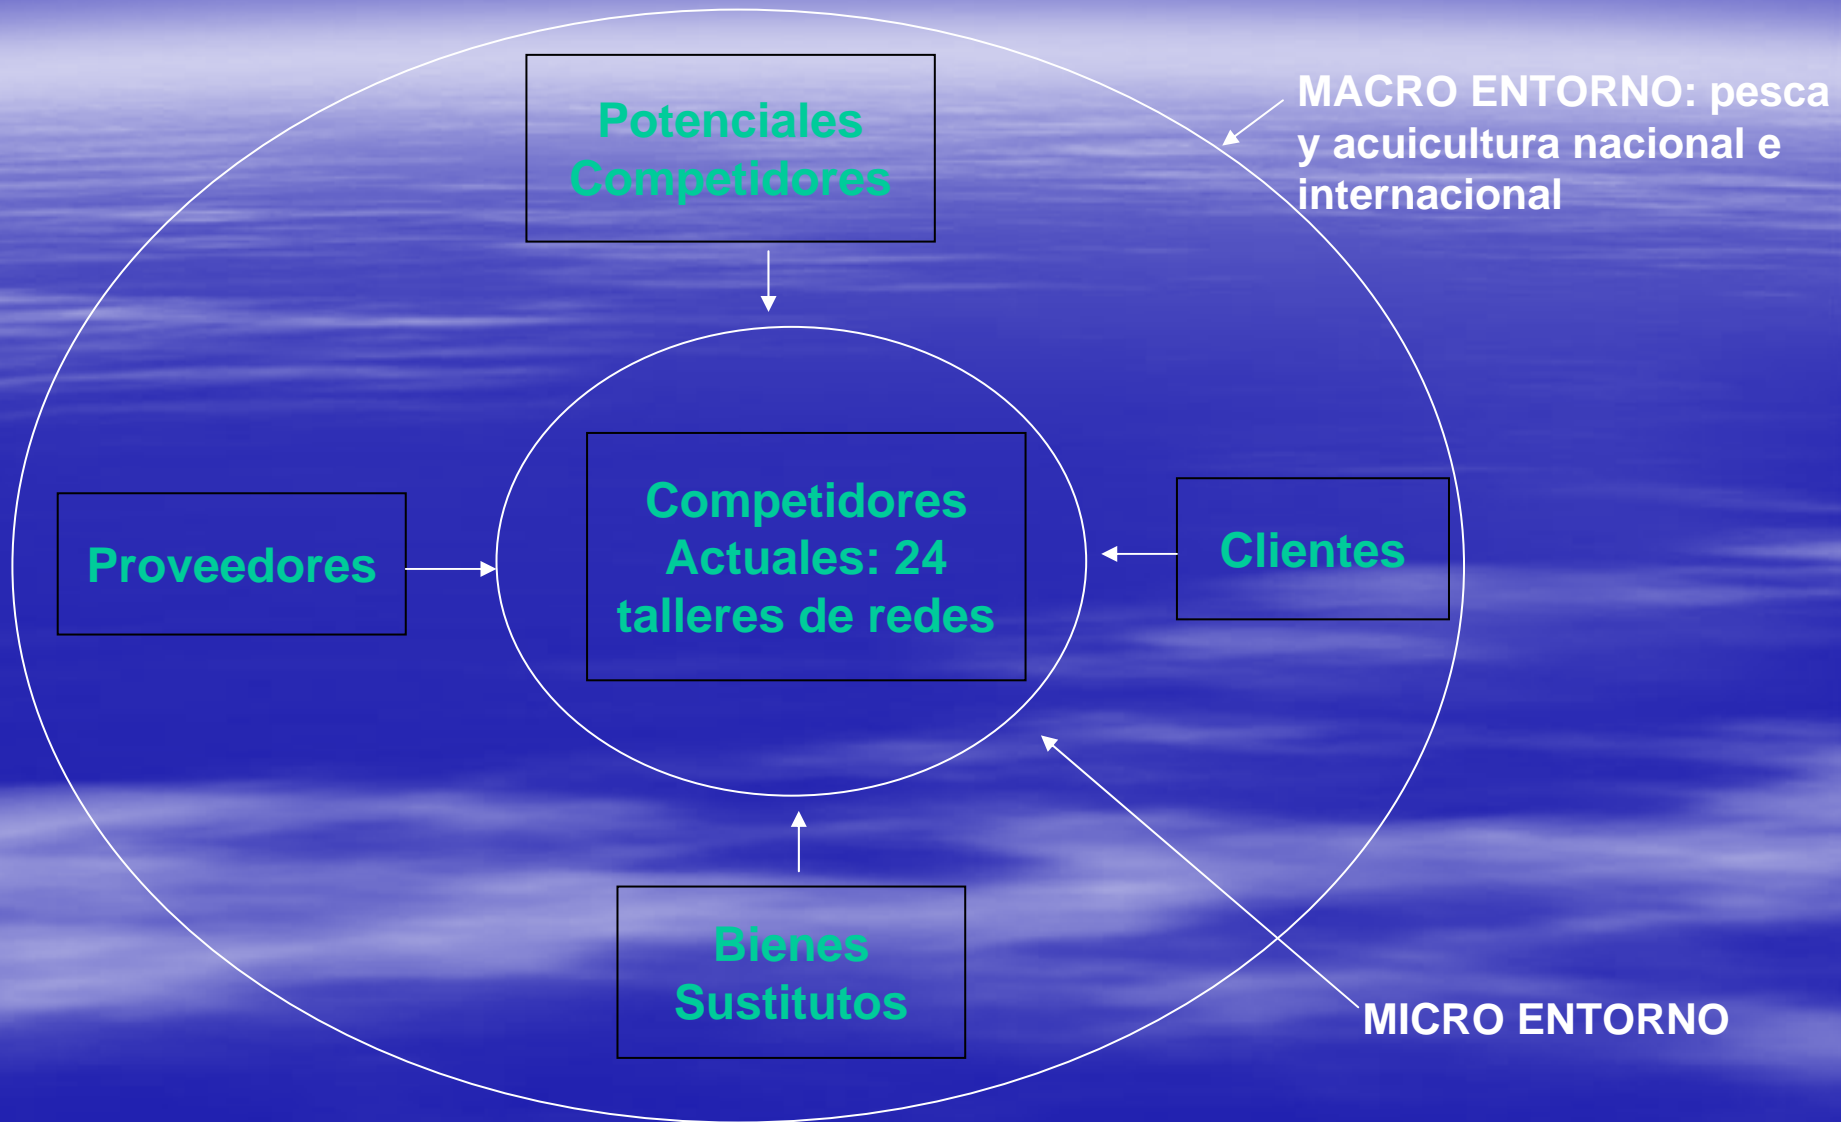 Potenciales
Competidores
MACRO ENTORNO: pesca
y acuicultura nacional e
internacional
Proveedores
Competidores
Actuales: 24
talleres de redes
Clientes
Bienes
Sustitutos
MICRO ENTORNO